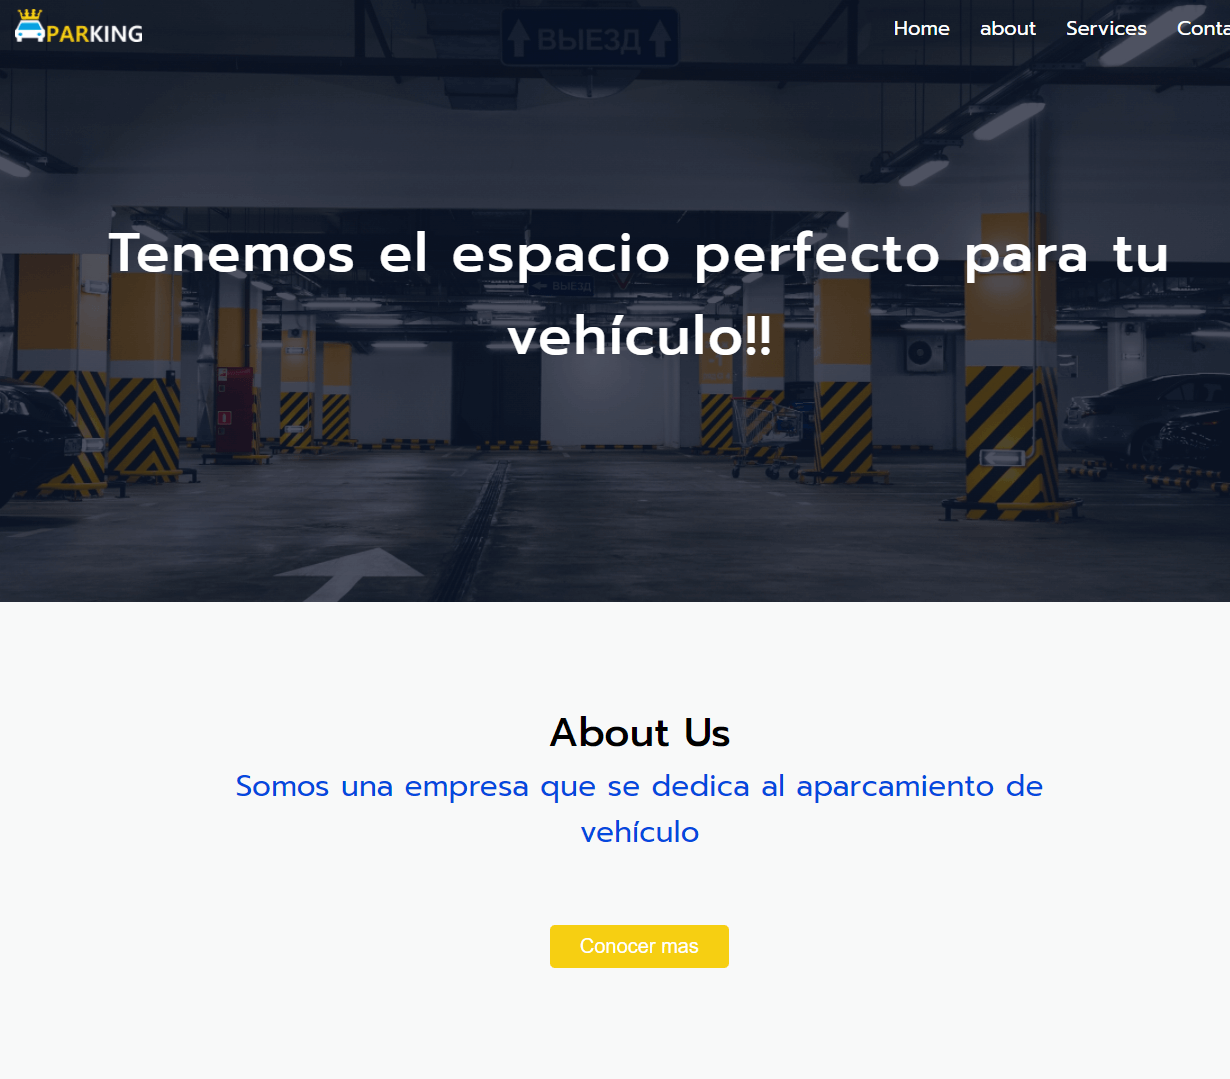 PARKING
Home about Services Conta
ВЫЕЗД
Tenemos el espacio perfecto para tu
ВЫЕЗД
vehículo!!
About Us
Somos una empresa que se dedica al aparcamiento de
vehículo
Conocer mas